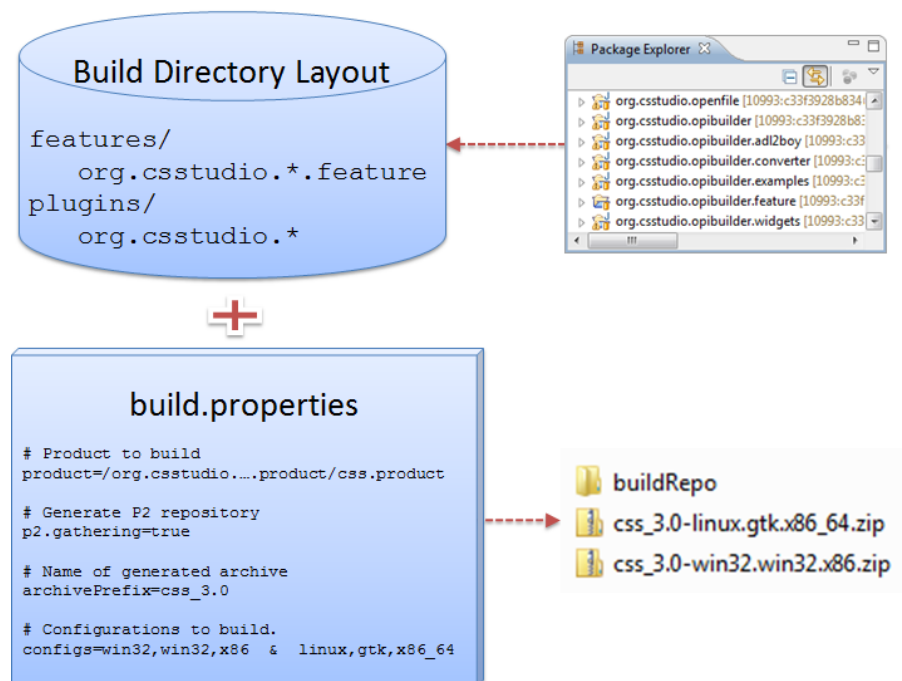 Build Directory Layout
features/
org.csstudio.*.feature
plugins/
org.csstudio.*
Package Explorer
org.csstudio.openfile [10993:c33f3928b834
org.csstudio.opibuilder [10993:c33f3928b83
org.csstudio.opibuilder.adl2boy [10993:c33
org.csstudio.opibuilder.converter [10993:c3
org.csstudio.opibuilder.examples [10993:c3
org.csstudio.opibuilder.feature [10993:c33f
org.csstudio.opibuilder.widgets [10993:c33
build.properties
# Product to build
product=/org.csstudio.….product/css.product
# Generate P2 repository
p2.gathering=true
# Name of generated archive
archivePrefix=css_3.0
# Configurations to build.
configs=win32,win32,x86 & linux,gtk,x86_64
buildRepo
css_3.0-linux.gtk.x86_64.zip
css_3.0-win32.win32.x86.zip